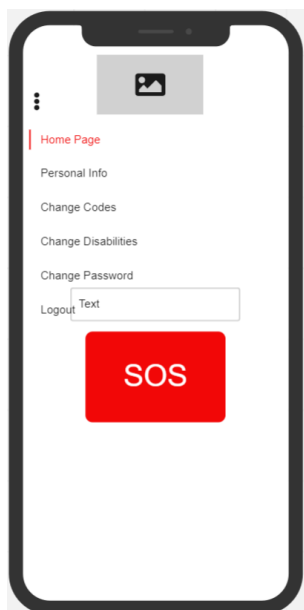 Home Page
Personal Info
Change Codes
Change Disabilities
Change Password
Logout
Text
SOS